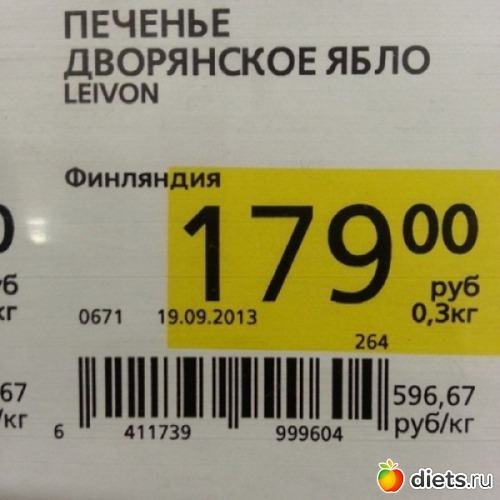 ПЕЧЕНЬЕ
ДВОРЯНСКОЕ ЯБЛО
LEIVON
Финляндия
179 00
руб
0,3кг
0671 19.09.2013
264
596,67
руб/кг
6 411739 999604
0
кг
67
/кг
diets.ru